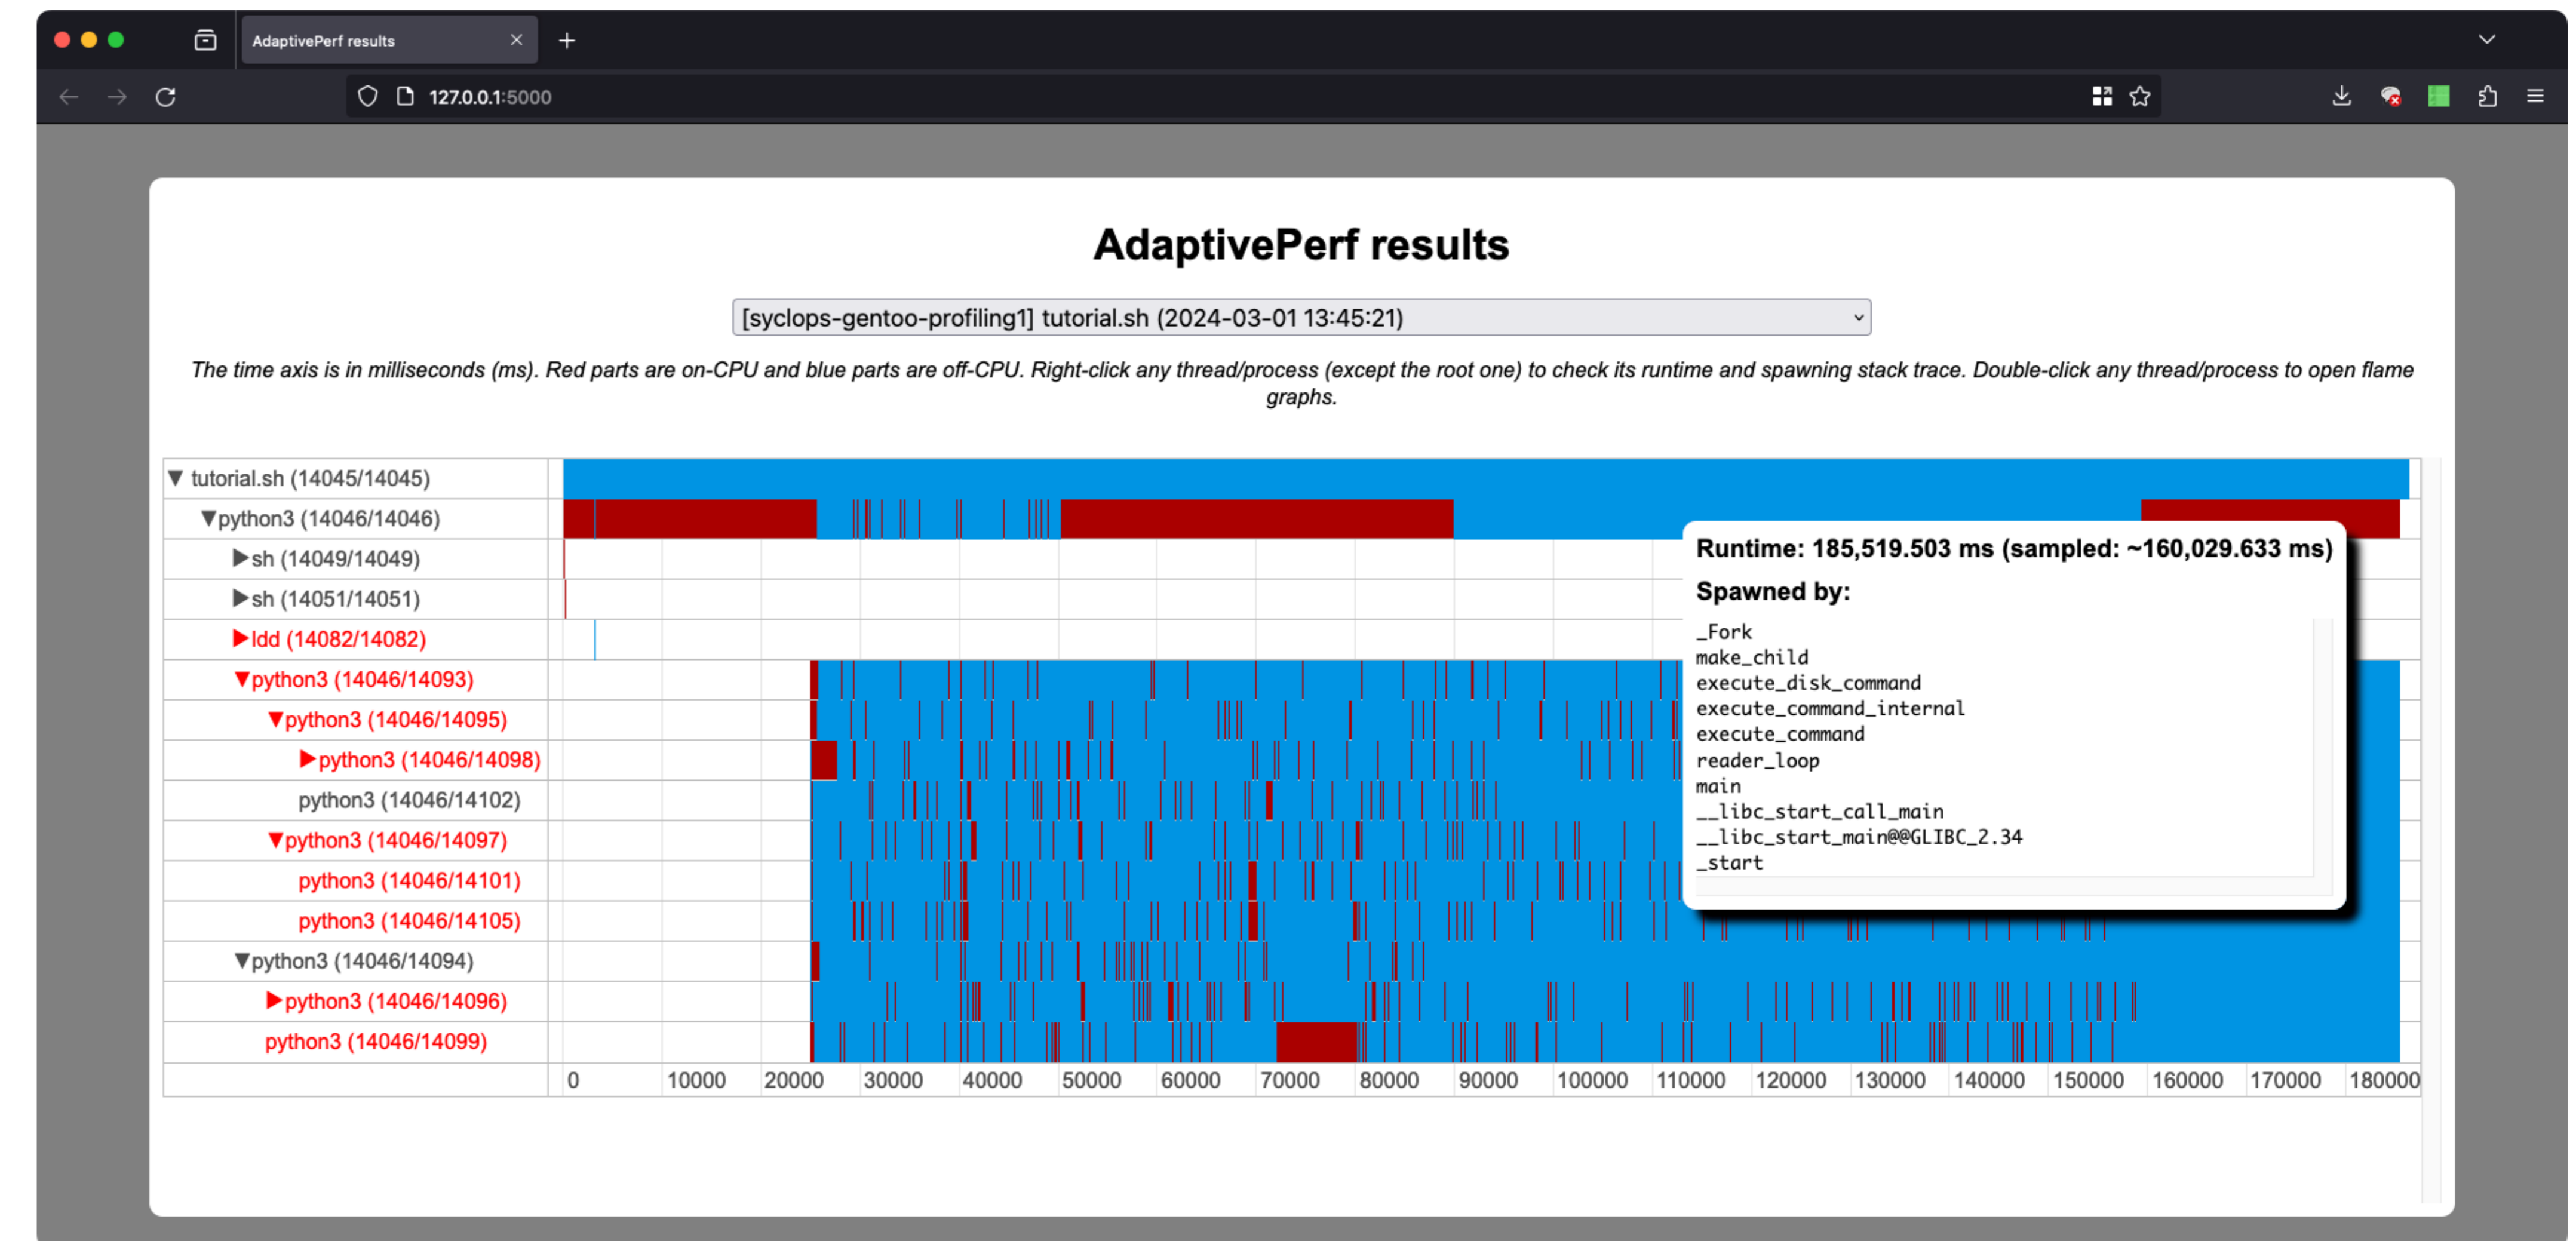 AdaptivePerf results
127.0.0.1:5000
AdaptivePerf results
[syclops-gentoo-profiling1] tutorial.sh (2024-03-01 13:45:21)
The time axis is in milliseconds (ms). Red parts are on-CPU and blue parts are off-CPU. Right-click any thread/process (except the root one) to check its runtime and spawning stack trace. Double-click any thread/process to open flame
graphs.
▼ tutorial.sh (14045/14045)
▼python3 (14046/14046)
▶sh (14049/14049)
▶sh (14051/14051)
▶ldd (14082/14082)
▼python3 (14046/14093)
▼python3 (14046/14095)
▶python3 (14046/14098)
python3 (14046/14102)
▼python3 (14046/14097)
python3 (14046/14101)
python3 (14046/14105)
▼python3 (14046/14094)
▶python3 (14046/14096)
python3 (14046/14099)
Runtime: 185,519.503 ms (sampled: ~160,029.633 ms)
Spawned by:
_Fork
make_child
execute_disk_command
execute_command_internal
execute_command
reader_loop
main
__libc_start_call_main
__libc_start_main@@GLIBC_2.34
_start
0 10000 20000 30000 40000 50000 60000 70000 80000 90000 100000 110000 120000 130000 140000 150000 160000 170000 180000